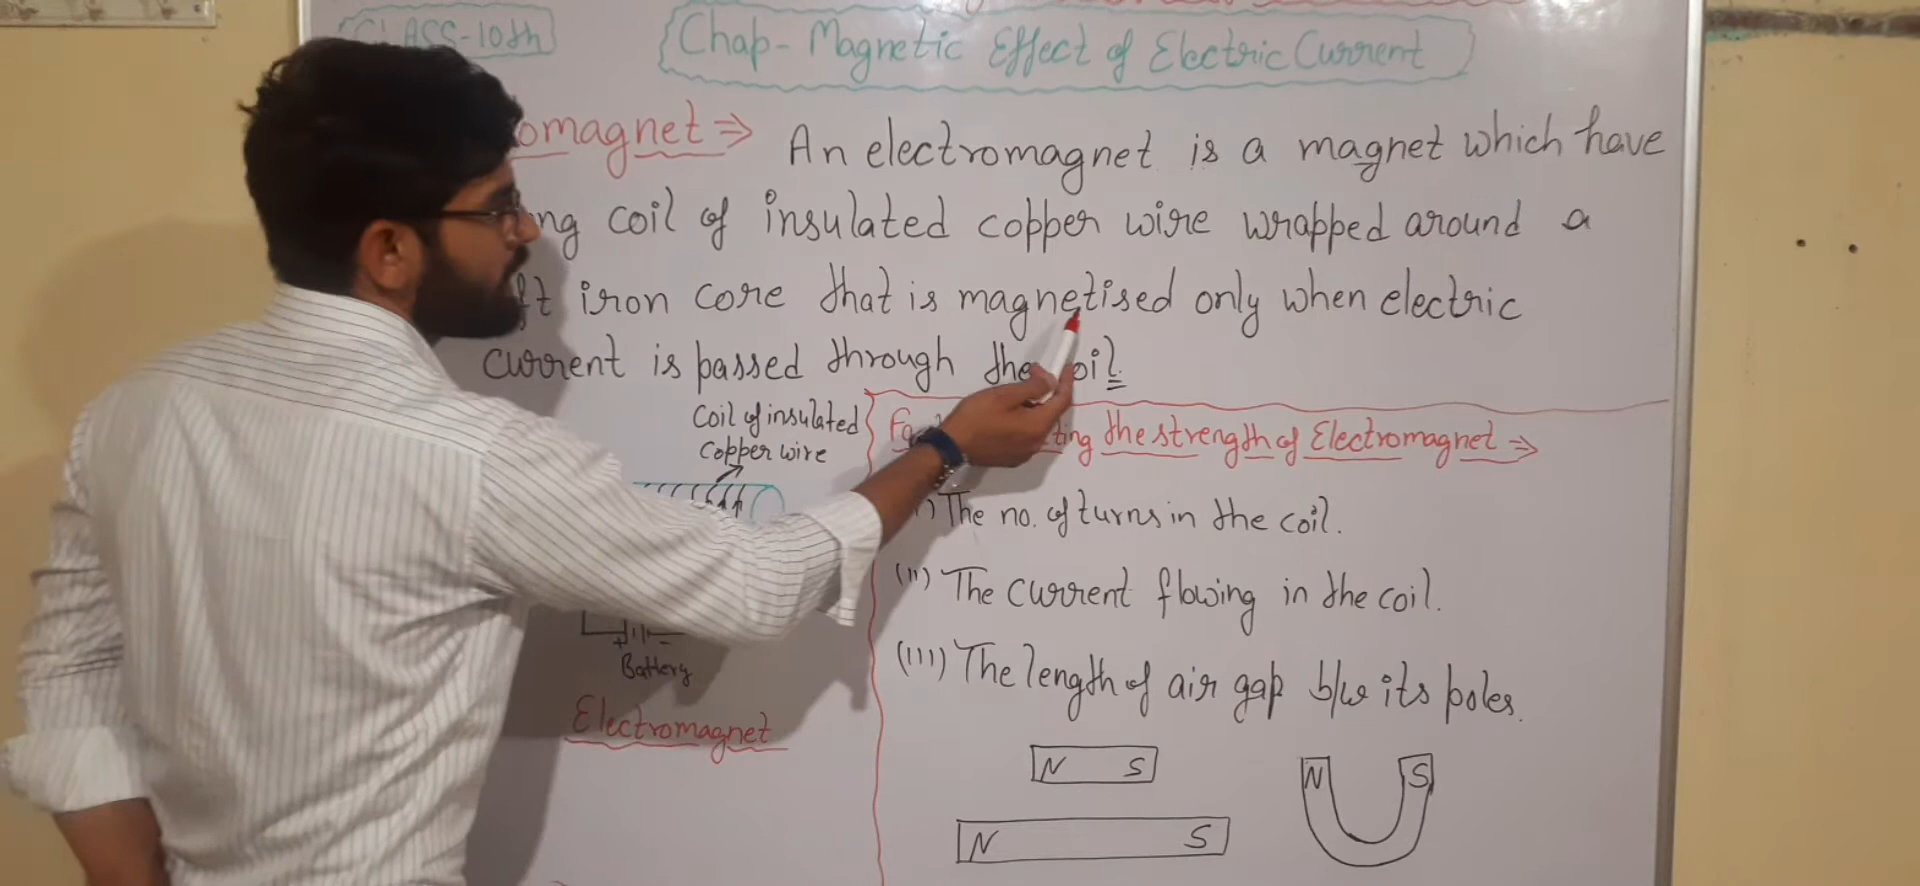 CLASS-10th
Chap- Magnetic Effect of Electric Current
omagnet ⇒ An electromagnet is a magnet which have
ng coil of insulated copper wire wrapped around a
ft iron core that is magnetised only when electric
current is passed through the oil.
Coil of insulated
Copper wire
Fa ting the strength of Electromagnet ⇒
) The no. of turns in the coil.
(ii) The current flowing in the coil.
(iii) The length of air gap b/w its poles.
+ -
Battery
Electromagnet
N S
N S
N S